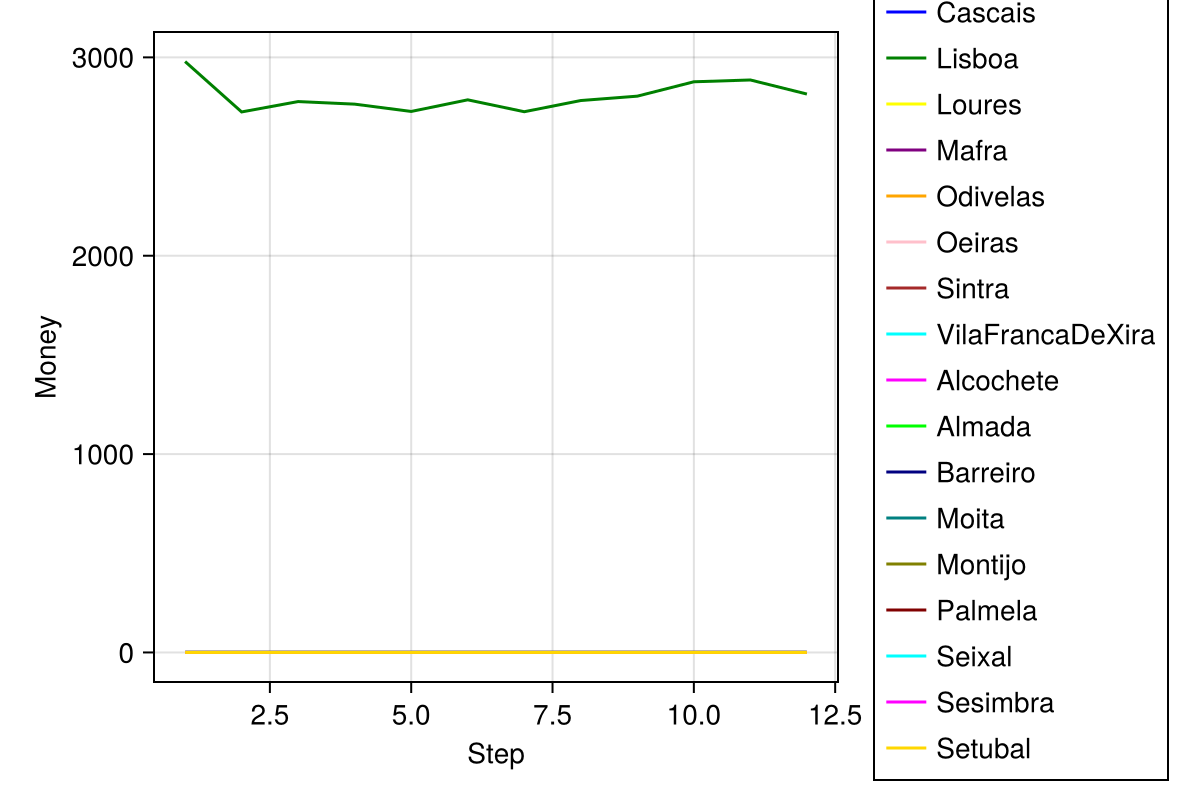 3000
2000
1000
0
Money
2.5 5.0 7.5 10.0 12.5
Step
Cascais
Lisboa
Loures
Mafra
Odivelas
Oeiras
Sintra
VilaFrancaDeXira
Alcochete
Almada
Barreiro
Moita
Montijo
Palmela
Seixal
Sesimbra
Setubal